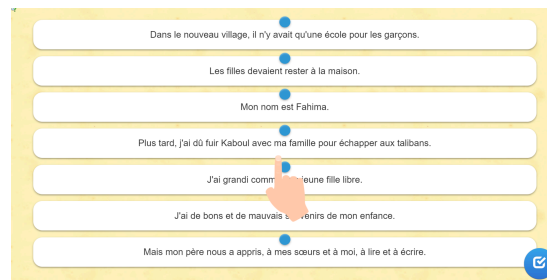 Dans le nouveau village, il n'y avait qu'une école pour les garçons.
Les filles devaient rester à la maison.
Mon nom est Fahima.
Plus tard, j'ai dû fuir Kaboul avec ma famille pour échapper aux talibans.
J'ai grandi jeune fille libre.
J'ai de bons et de mauvais de mon enfance.
Mais mon père nous a appris, à mes sœurs et à moi, à lire et à écrire.